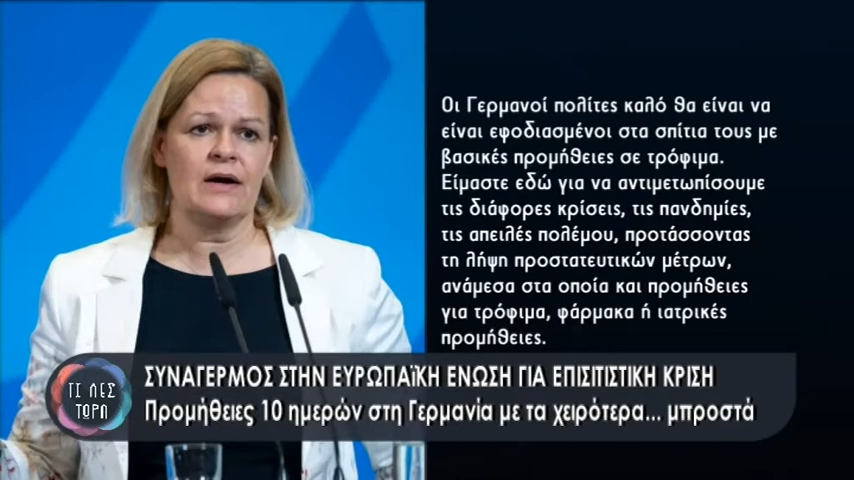 Οι Γερμανοί πολίτες καλό θα είναι να
είναι εφοδιασμένοι στα σπίτια τους με
βασικές προμήθειες σε τρόφιμα.
Είμαστε εδώ για να αντιμετωπίσουμε
τις διάφορες κρίσεις, τις πανδημίες,
τις απειλές πολέμου, προτάσσοντας
τη λήψη προστατευτικών μέτρων,
ανάμεσα στα οποία και προμήθειες
για τρόφιμα, φάρμακα ή ιατρικές
προμήθειες.
ΤΙ ΛΕΣ
ΤΩΡΑ
ΣΥΝΑΓΕΡΜΟΣ ΣΤΗΝ ΕΥΡΩΠΑϊΚΗ ΕΝΩΣΗ ΓΙΑ ΕΠΙΣΙΤΙΣΤΙΚΗ ΚΡΙΣΗ
Προμήθειες 10 ημερών στη Γερμανία με τα χειρότερα... μπροστά